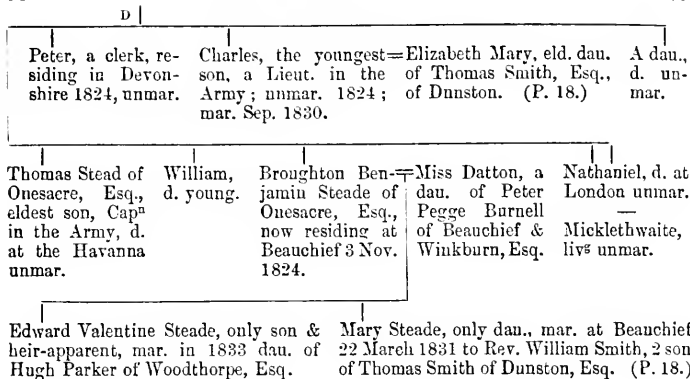 D
Peter, a clerk, re-
siding in Devon-
shire 1824, unmar.
Charles, the youngest=Elizabeth Mary, eld. dau.
son, a Lieut. in the of Thomas Smith, Esq.,
Army; unmar. 1824; of Dunston. (P. 18.)
mar. Sep. 1830.
A dau.,
d. un-
mar.
Thomas Stead of
Onesacre, Esq.,
eldest son, Capⁿ
in the Army, d.
at the Havanna
unmar.
William,
d. young.
Broughton Ben-=Miss Datton, a
jamin Steade of dau. of Peter
Onesacre, Esq., Pegge Burnell
now residing at of Beauchief &
Beauchief 3 Nov. Winkburn, Esq.
1824.
Nathaniel, d. at
London unmar.
—
Micklethwaite,
livᵍ unmar.
Edward Valentine Steade, only son &
heir-apparent, mar. in 1833 dau. of
Hugh Parker of Woodthorpe, Esq.
Mary Steade, only dau., mar. at Beauchief
22 March 1831 to Rev. William Smith, 2 son
of Thomas Smith of Dunston, Esq. (P. 18.)